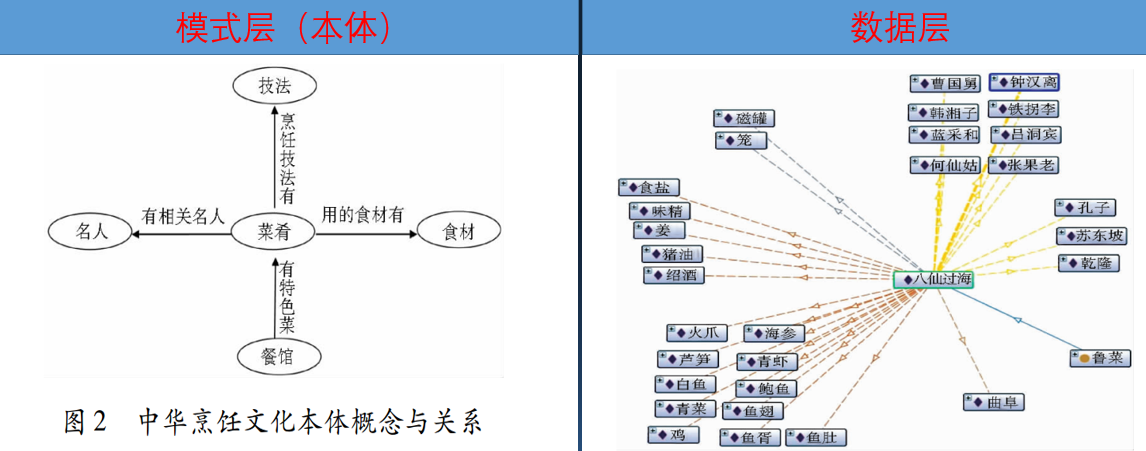 模式层（本体）
数据层
技法
烹饪技法有
有相关名人
用的食材有
名人
菜肴
食材
有特色菜
餐馆
图2 中华烹饪文化本体概念与关系
曹国舅
钟汉离
韩湘子
铁拐李
蓝采和
吕洞宾
何仙姑
张果老
磁罐
笼
食盐
味精
姜
猪油
绍酒
孔子
苏东坡
乾隆
八仙过海
火爪
海参
芦笋
青虾
白鱼
鲍鱼
青菜
鱼翅
鸡
鱼胥
鱼肚
曲阜
鲁菜